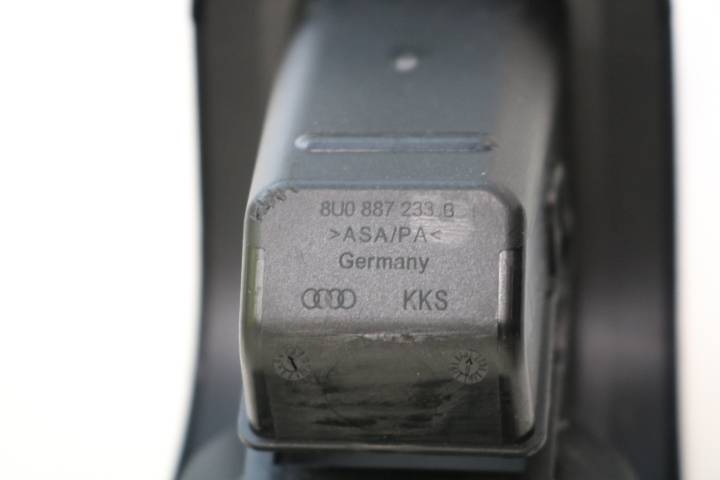 8U0 887 233 B
>ASA/PA<
Germany
KKS